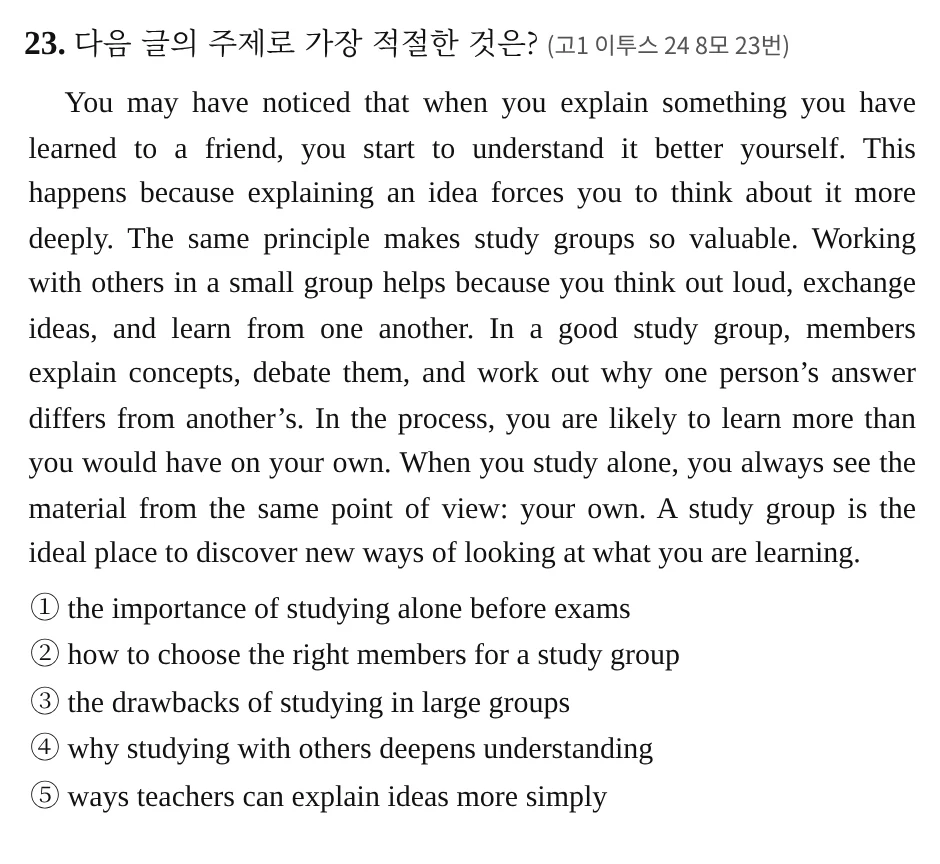 23. 다음 글의 주제로 가장 적절한 것은? (고1 이투스 24 8모 23번)
You may have noticed that when you explain something you have
learned to a friend, you start to understand it better yourself. This
happens because explaining an idea forces you to think about it more
deeply. The same principle makes study groups so valuable. Working
with others in a small group helps because you think out loud, exchange
ideas, and learn from one another. In a good study group, members
explain concepts, debate them, and work out why one person’s answer
differs from another’s. In the process, you are likely to learn more than
you would have on your own. When you study alone, you always see the
material from the same point of view: your own. A study group is the
ideal place to discover new ways of looking at what you are learning.
① the importance of studying alone before exams
② how to choose the right members for a study group
③ the drawbacks of studying in large groups
④ why studying with others deepens understanding
⑤ ways teachers can explain ideas more simply